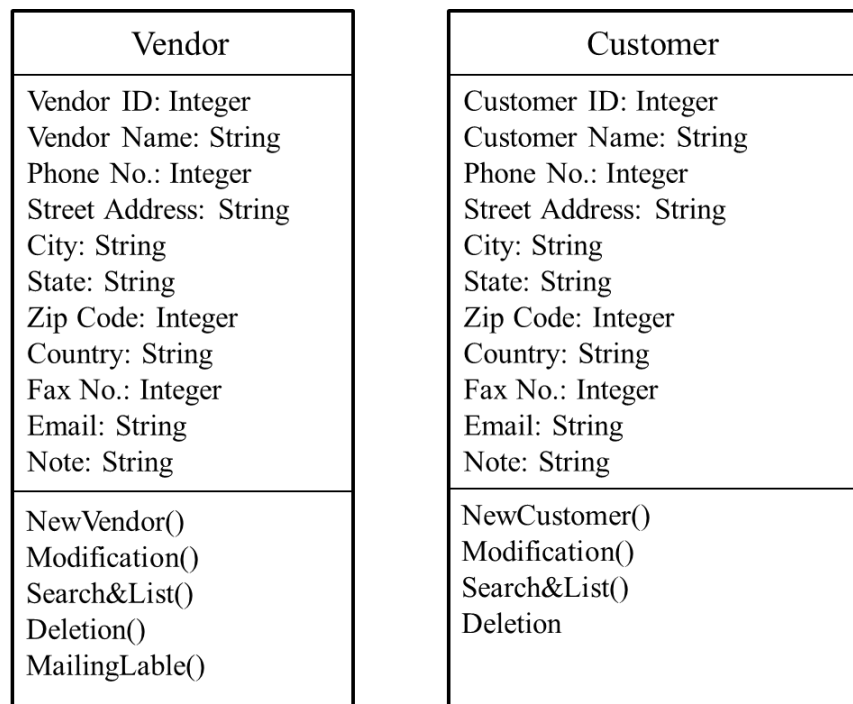 Vendor
Vendor ID: Integer
Vendor Name: String
Phone No.: Integer
Street Address: String
City: String
State: String
Zip Code: Integer
Country: String
Fax No.: Integer
Email: String
Note: String
NewVendor()
Modification()
Search&List()
Deletion()
MailingLable()
Customer
Customer ID: Integer
Customer Name: String
Phone No.: Integer
Street Address: String
City: String
State: String
Zip Code: Integer
Country: String
Fax No.: Integer
Email: String
Note: String
NewCustomer()
Modification()
Search&List()
Deletion